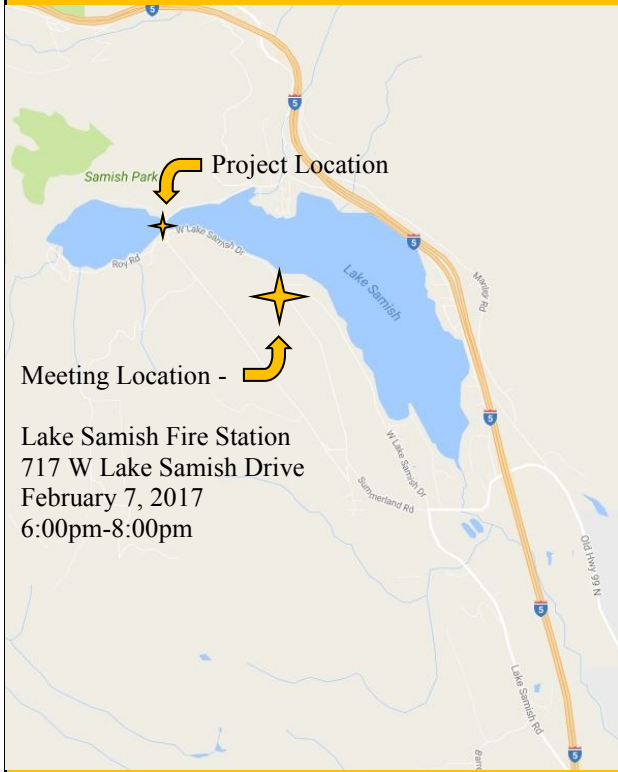 5
5
Project Location
Samish Park
W Lake Samish Dr
Roy Rd
5
Manley Rd
Lake Samish
Meeting Location -
5
Lake Samish Fire Station
717 W Lake Samish Drive
February 7, 2017
6:00pm-8:00pm
W Lake Samish Dr
Summerland Rd
Old Hwy 99 N
5
Lake Samish Rd
5